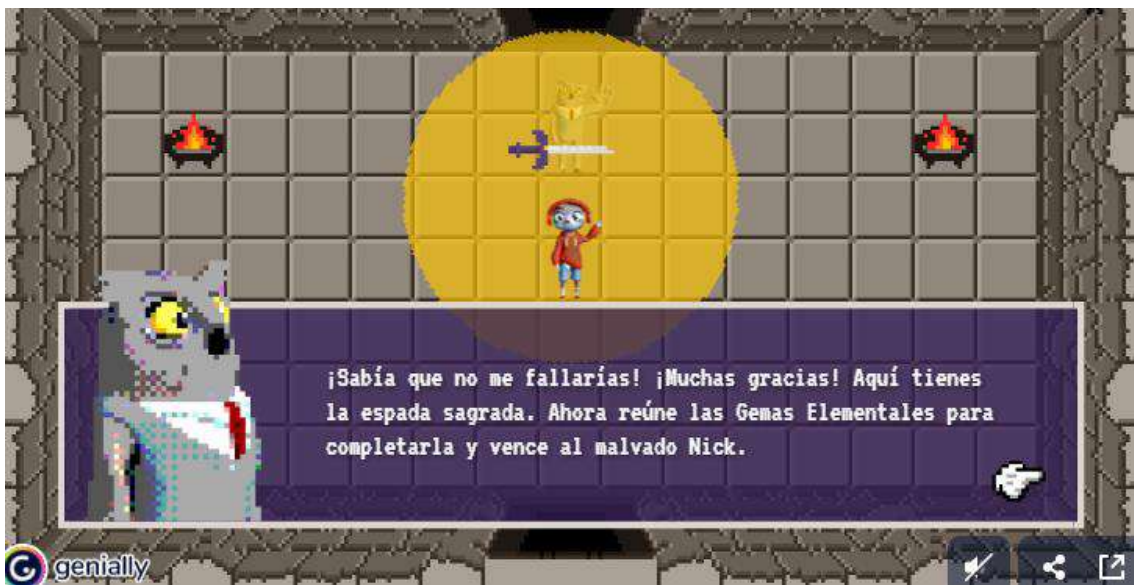 ¡Sabía que no me fallarías! ¡Muchas gracias! Aquí tienes
la espada sagrada. Ahora reúne las Gemas Elementales para
completarla y vence al malvado Nick.
genially